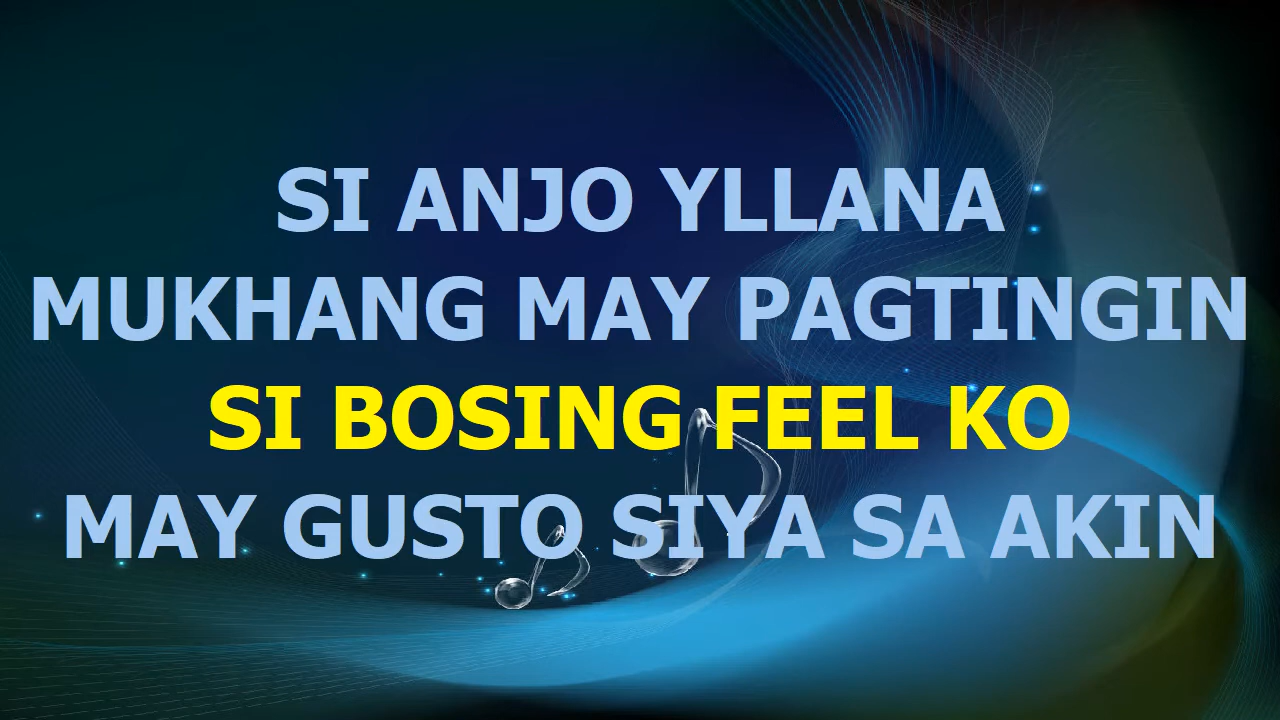 SI ANJO YLLANA
MUKHANG MAY PAGTINGIN
SI BOSING FEEL KO
MAY GUSTO SIYA SA AKIN